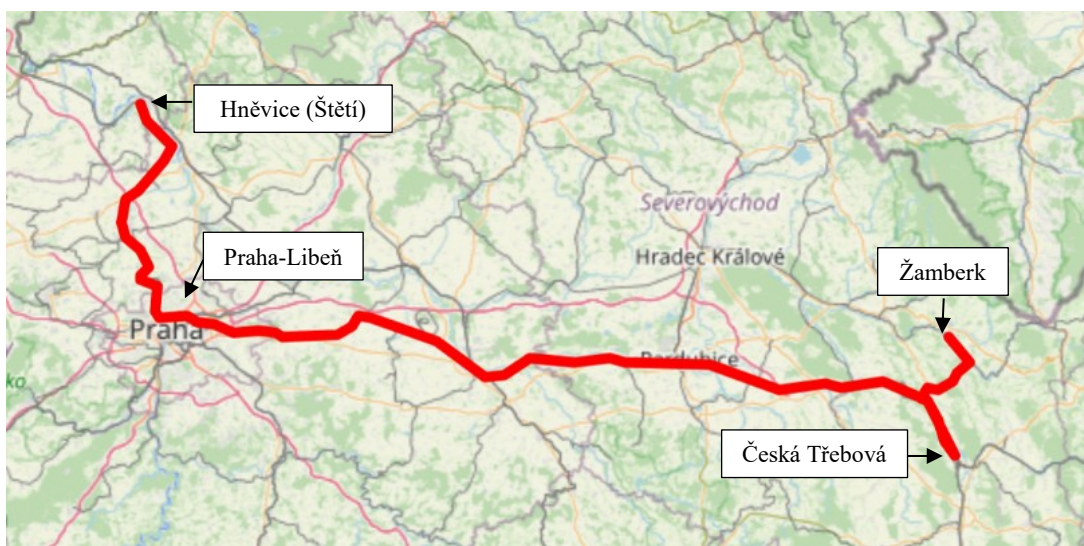 Hněvice (Štětí)
Severovýchod
Praha-Libeň
Hradec Králové
Žamberk
Praha
Pardubice
Česká Třebová